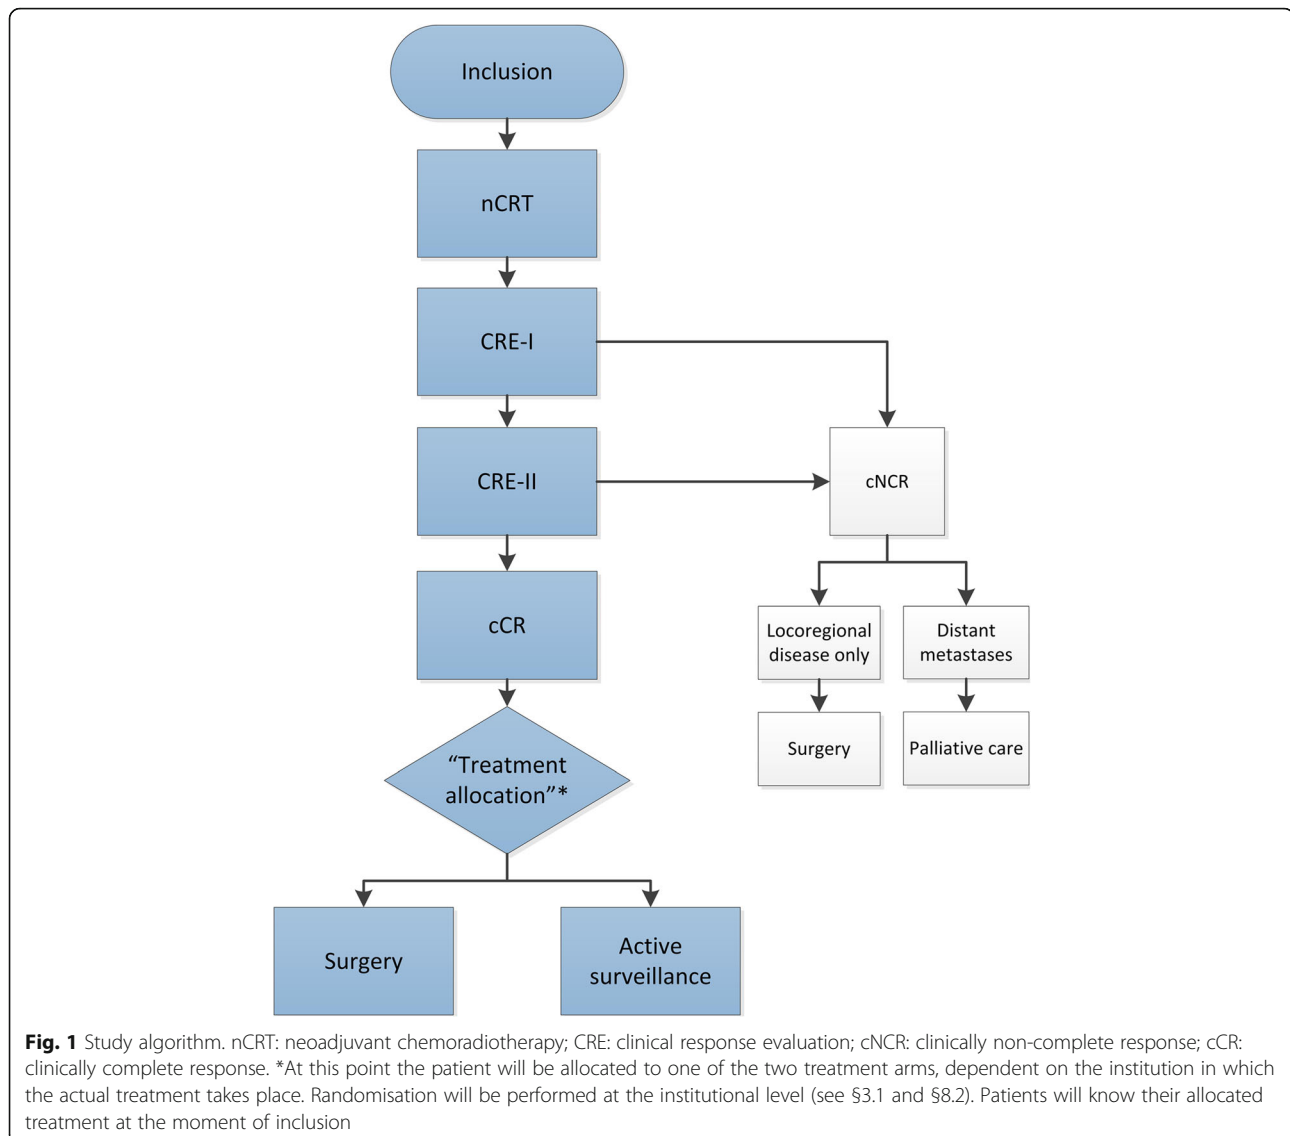 Inclusion
nCRT
CRE-I
CRE-II
cNCR
cCR
Locoregional
disease only
Distant
metastases
Surgery
Palliative care
“Treatment
allocation”*
Surgery
Active
surveillance
Fig. 1 Study algorithm. nCRT: neoadjuvant chemoradiotherapy; CRE: clinical response evaluation; cNCR: clinically non-complete response; cCR:
clinically complete response. *At this point the patient will be allocated to one of the two treatment arms, dependent on the institution in which
the actual treatment takes place. Randomisation will be performed at the institutional level (see §3.1 and §8.2). Patients will know their allocated
treatment at the moment of inclusion